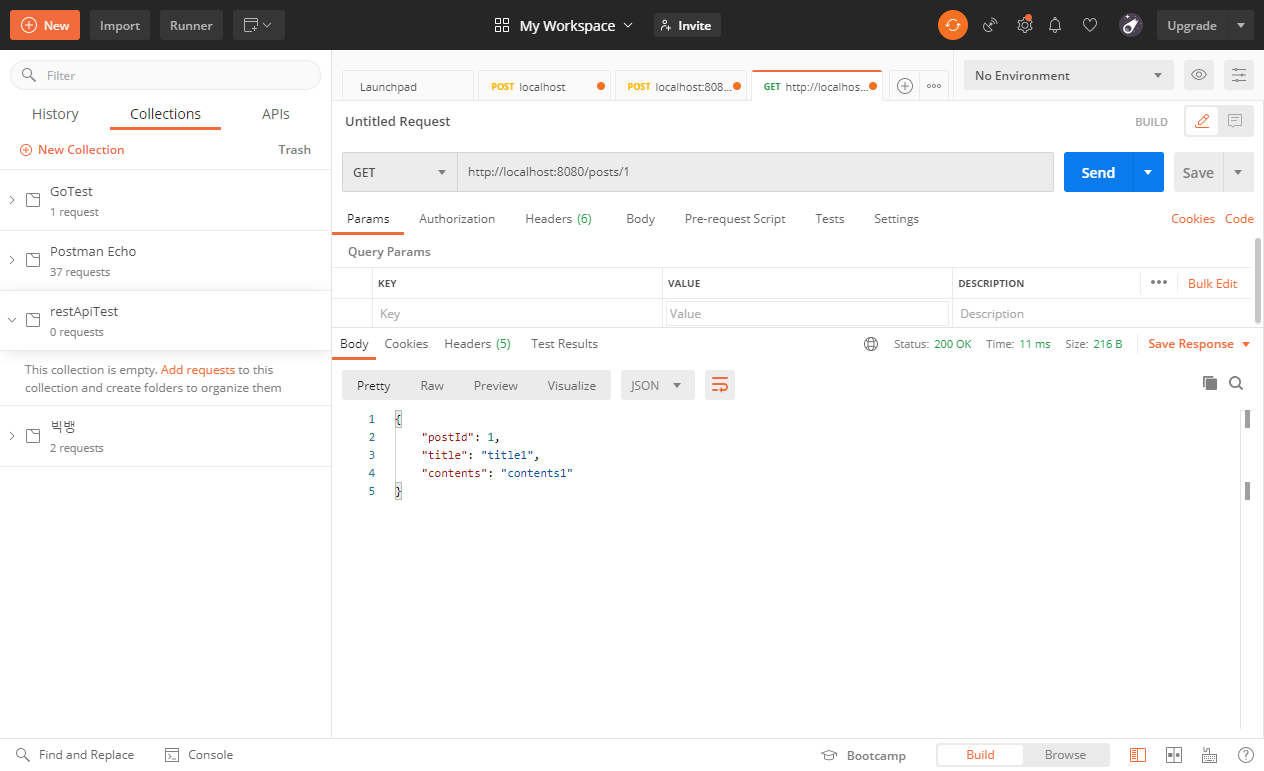 New Import Runner My Workspace Invite Upgrade
Filter
History Collections APIs
New Collection Trash
GoTest
1 request
Postman Echo
37 requests
restApiTest
0 requests
This collection is empty. Add requests to this
collection and create folders to organize them
빅뱅
2 requests
Launchpad POST localhost POST localhost:808... GET http://localhos... No Environment
Untitled Request BUILD
GET http://localhost:8080/posts/1 Send Save
Params Authorization Headers (6) Body Pre-request Script Tests Settings Cookies Code
Query Params
KEY VALUE DESCRIPTION Bulk Edit
Key Value Description
Body Cookies Headers (5) Test Results Status: 200 OK Time: 11 ms Size: 216 B Save Response
Pretty Raw Preview Visualize JSON
1 {
2 "postId": 1,
3 "title": "title1",
4 "contents": "contents1"
5 }
Find and Replace Console Bootcamp Build Browse